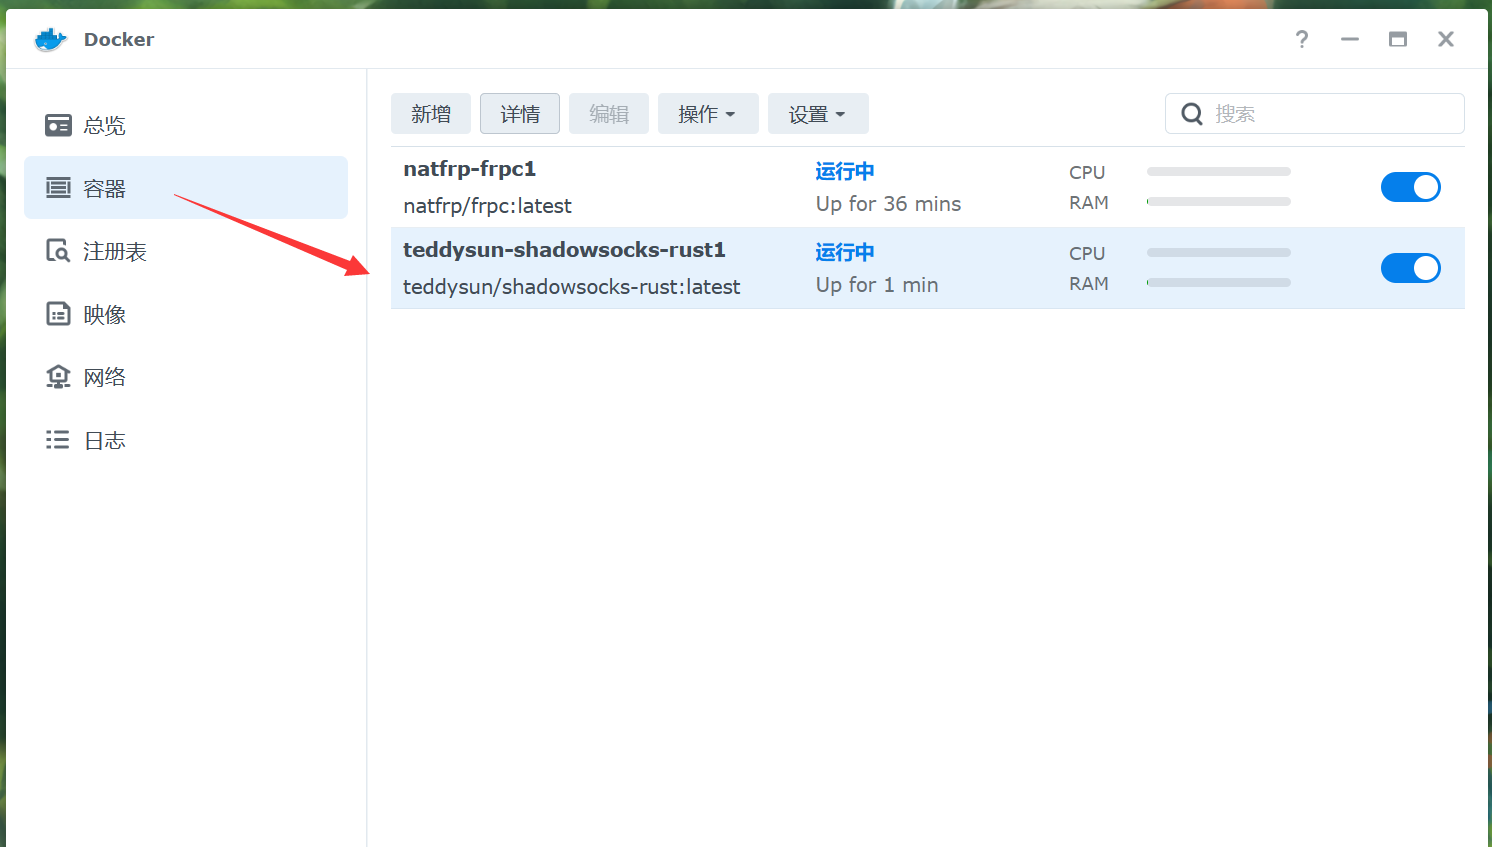 Docker
?
总览
容器
注册表
映像
网络
日志
新增 详情 编辑 操作 设置 搜索
natfrp-frpc1 运行中 CPU
natfrp/frpc:latest Up for 36 mins RAM
teddysun-shadowsocks-rust1 运行中 CPU
teddysun/shadowsocks-rust:latest Up for 1 min RAM